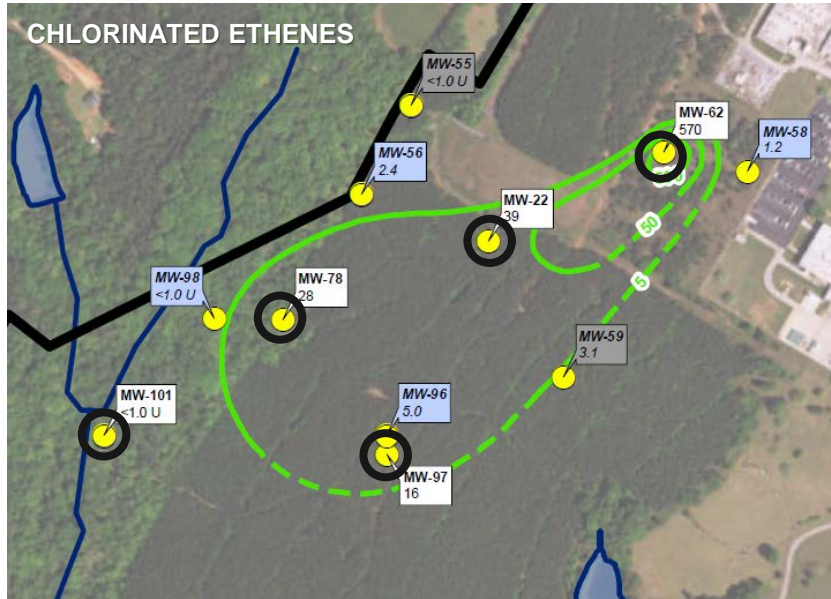 CHLORINATED ETHENES
MW-55
<1.0 U
MW-62
570
MW-58
1.2
MW-56
2.4
MW-22
39
50
5
MW-98
<1.0 U
MW-78
28
MW-59
3.1
MW-96
5.0
MW-101
<1.0 U
MW-97
16